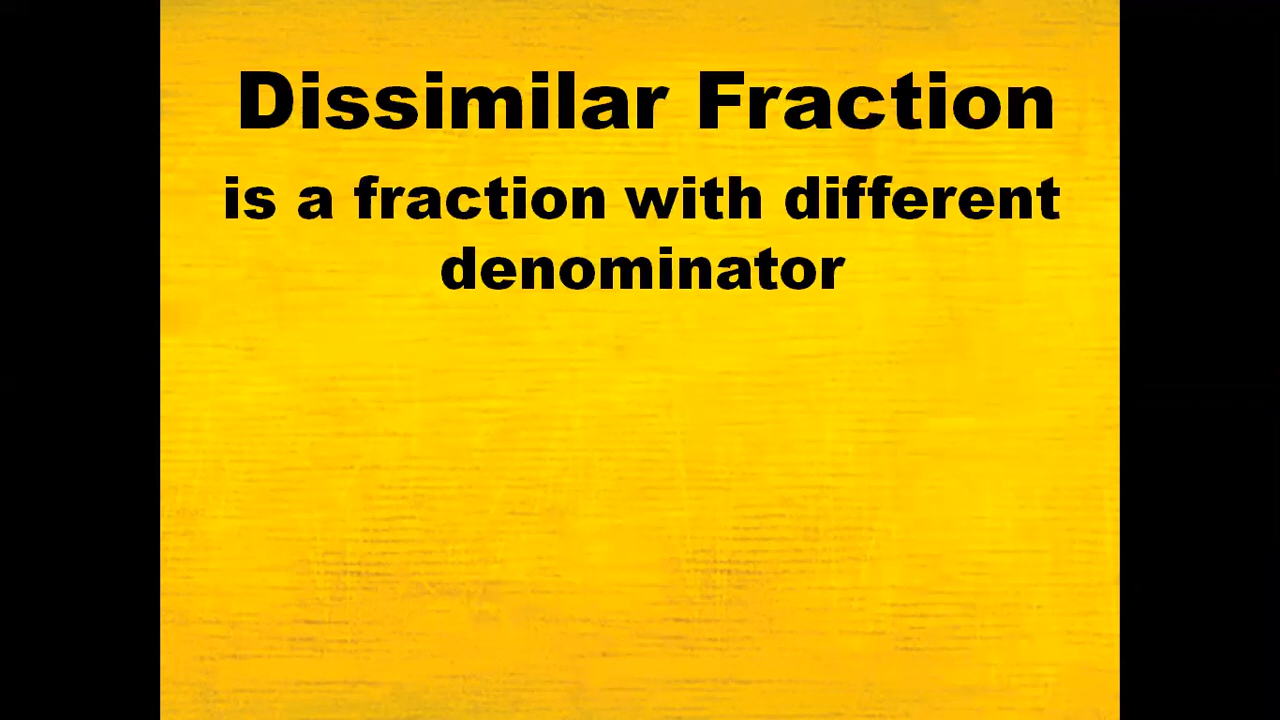 Dissimilar Fraction
is a fraction with different
denominator